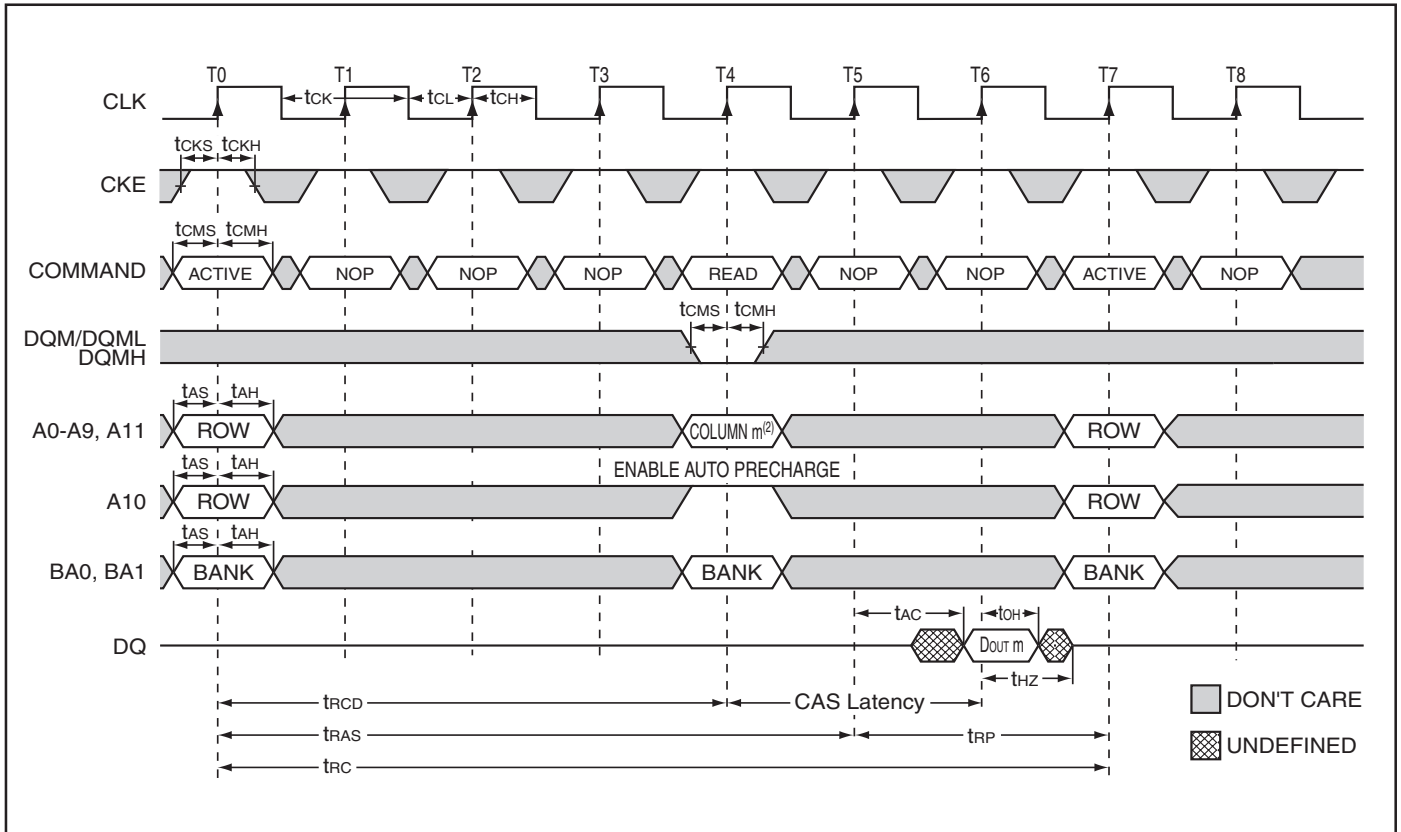 T0 T1 T2 T3 T4 T5 T6 T7 T8
CLK tCK tCL tCH
tCKS tCKH
CKE
tCMS tCMH
COMMAND ACTIVE NOP NOP NOP READ NOP NOP ACTIVE NOP
tCMS tCMH
DQM/DQML
DQMH
tAS tAH
A0-A9, A11 ROW COLUMN m(2) ROW
tAS tAH ENABLE AUTO PRECHARGE
A10 ROW ROW
tAS tAH
BA0, BA1 BANK BANK BANK
tAC tOH
DQ DOUT m
tHZ
tRCD CAS Latency DON'T CARE
tRAS tRP
UNDEFINED
tRC